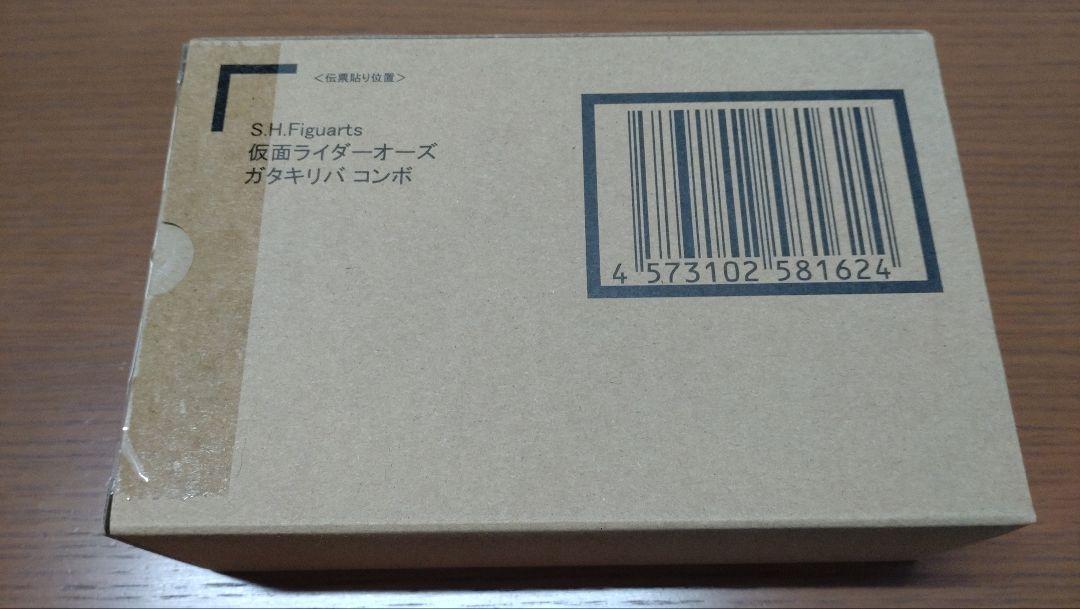 <伝票貼り位置>
S.H.Figuarts
仮面ライダーオーズ
ガタキリバ コンボ
4 573102 581624